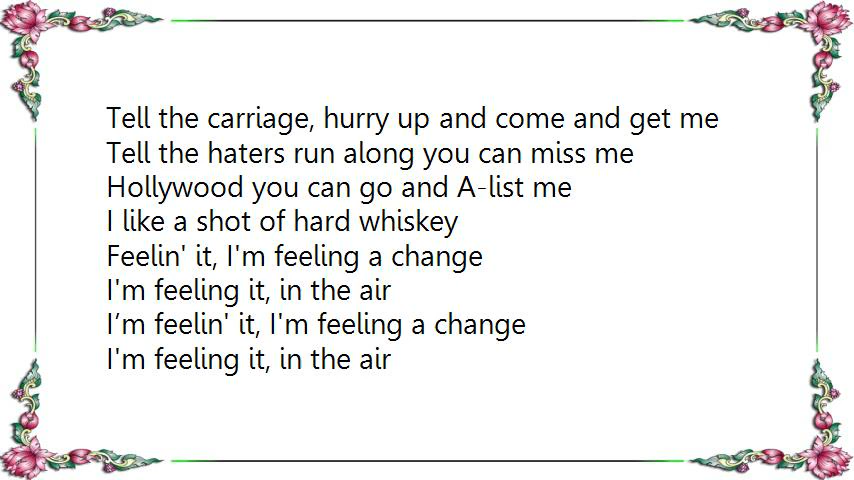 Tell the carriage, hurry up and come and get me
Tell the haters run along you can miss me
Hollywood you can go and A-list me
I like a shot of hard whiskey
Feelin' it, I'm feeling a change
I'm feeling it, in the air
I’m feelin' it, I'm feeling a change
I'm feeling it, in the air